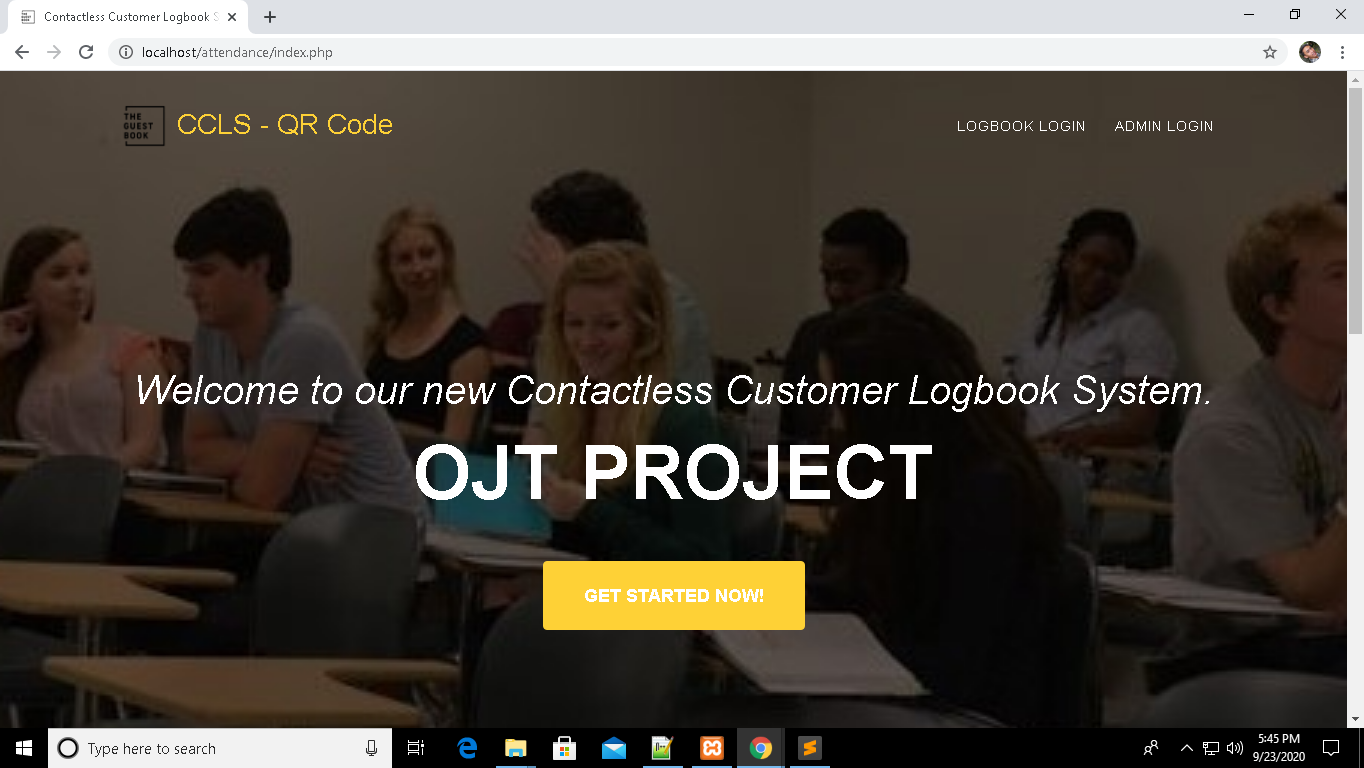 Contactless Customer Logbook S
localhost/attendance/index.php
THE
GUEST
BOOK
CCLS - QR Code
LOGBOOK LOGIN
ADMIN LOGIN
Welcome to our new Contactless Customer Logbook System.
OJT PROJECT
GET STARTED NOW!
Type here to search
5:45 PM
9/23/2020